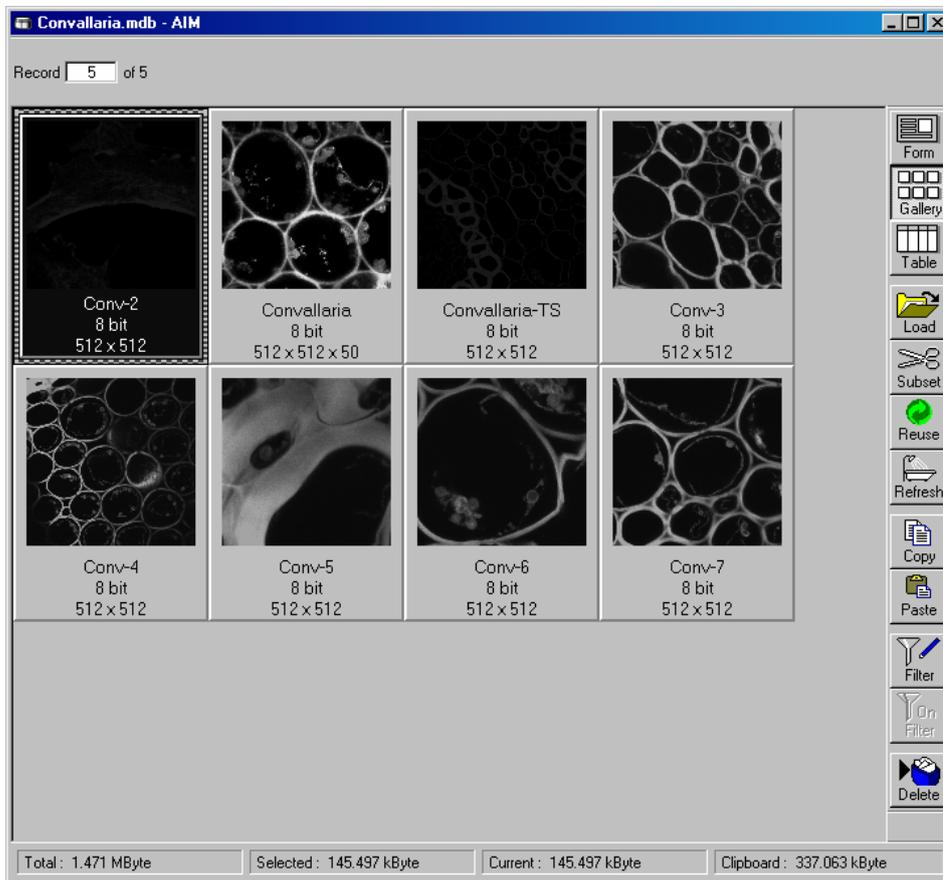 Convallaria.mdb - AIM
Record 5 of 5
Conv-2
8 bit
512 x 512
Convallaria
8 bit
512 x 512 x 50
Convallaria-TS
8 bit
512 x 512
Conv-3
8 bit
512 x 512
Conv-4
8 bit
512 x 512
Conv-5
8 bit
512 x 512
Conv-6
8 bit
512 x 512
Conv-7
8 bit
512 x 512
Form
Gallery
Table
Load
Subset
Reuse
Refresh
Copy
Paste
Filter
On
Filter
Delete
Total : 1.471 MByte
Selected : 145.497 kByte
Current : 145.497 kByte
Clipboard : 337.063 kByte